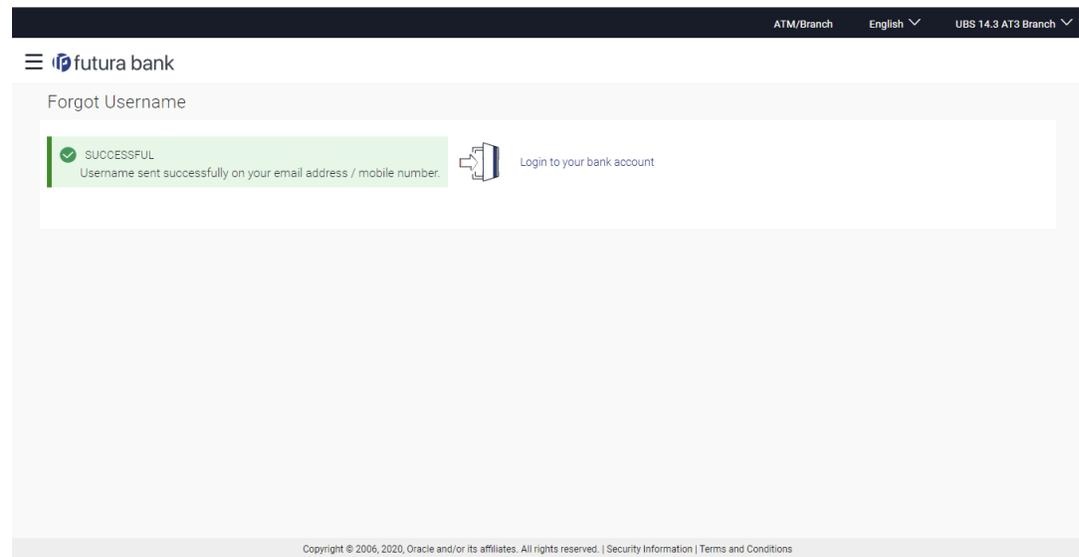 ATM/Branch English UBS 14.3 AT3 Branch
futura bank
Forgot Username
SUCCESSFUL
Username sent successfully on your email address / mobile number.
Login to your bank account
Copyright © 2006, 2020, Oracle and/or its affiliates. All rights reserved. | Security Information | Terms and Conditions